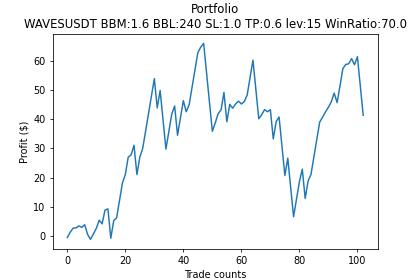 Portfolio
WAVESUSDT BBM:1.6 BBL:240 SL:1.0 TP:0.6 lev:15 WinRatio:70.0
60
50
40
30
20
10
0
Profit ($)
0 20 40 60 80 100
Trade counts